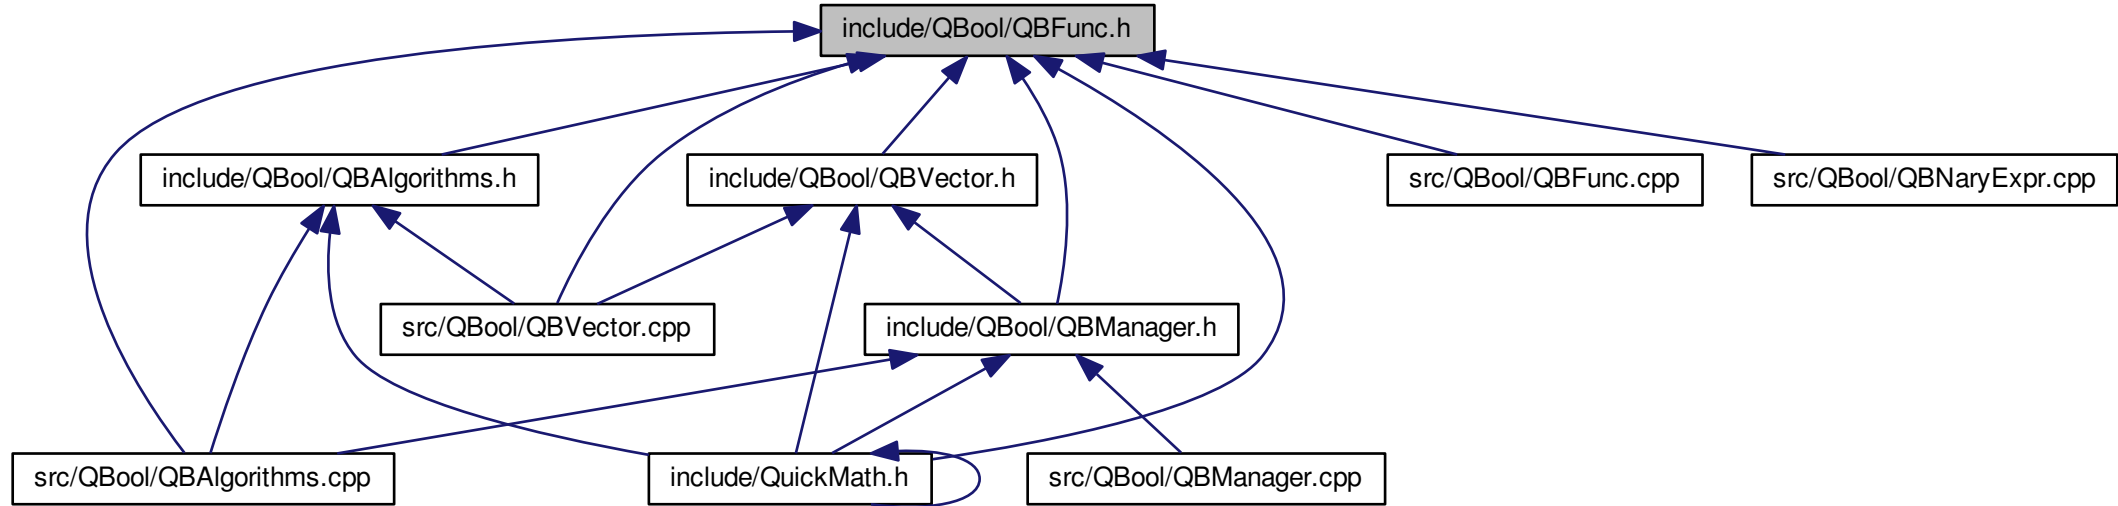 include/QBool/QBFunc.h
include/QBool/QBAlgorithms.h
include/QBool/QBVector.h
src/QBool/QBFunc.cpp
src/QBool/QBNaryExpr.cpp
src/QBool/QBVector.cpp
include/QBool/QBManager.h
src/QBool/QBAlgorithms.cpp
include/QuickMath.h
src/QBool/QBManager.cpp